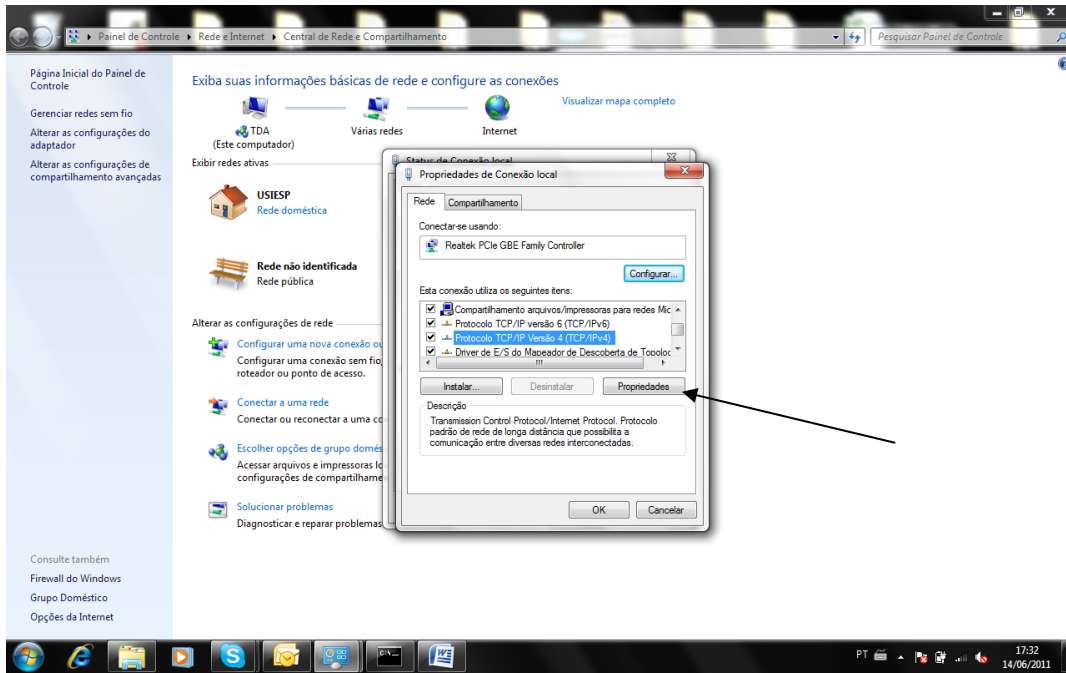 Painel de Controle ▸ Rede e Internet ▸ Central de Rede e Compartilhamento
Pesquisar Painel de Controle
Página Inicial do Painel de
Controle
Gerenciar redes sem fio
Alterar as configurações do
adaptador
Alterar as configurações de
compartilhamento avançadas
Exiba suas informações básicas de rede e configure as conexões
Visualizar mapa completo
TDA
(Este computador)
Várias redes
Internet
Exibir redes ativas
USIESP
Rede doméstica
Rede não identificada
Rede pública
Alterar as configurações de rede
Configurar uma nova conexão ou
Configurar uma conexão sem fio,
roteador ou ponto de acesso.
Conectar a uma rede
Conectar ou reconectar a uma co
Escolher opções de grupo domés
Acessar arquivos e impressoras lo
configurações de compartilhame
Solucionar problemas
Diagnosticar e reparar problemas
Status de Conexão local
Propriedades de Conexão local
Rede
Compartilhamento
Conectar-se usando:
Realtek PCIe GBE Family Controller
Configurar...
Esta conexão utiliza os seguintes itens:
Compartilhamento arquivos/impressoras para redes Mic
Protocolo TCP/IP versão 6 (TCP/IPv6)
Protocolo TCP/IP Versão 4 (TCP/IPv4)
Driver de E/S do Mapeador de Descoberta de Topoloc
Instalar...
Desinstalar
Propriedades
Descrição
Transmission Control Protocol/Internet Protocol. Protocolo
padrão de rede de longa distância que possibilita a
comunicação entre diversas redes interconectadas.
OK
Cancelar
Consulte também
Firewall do Windows
Grupo Doméstico
Opções da Internet
PT
17:32
14/06/2011